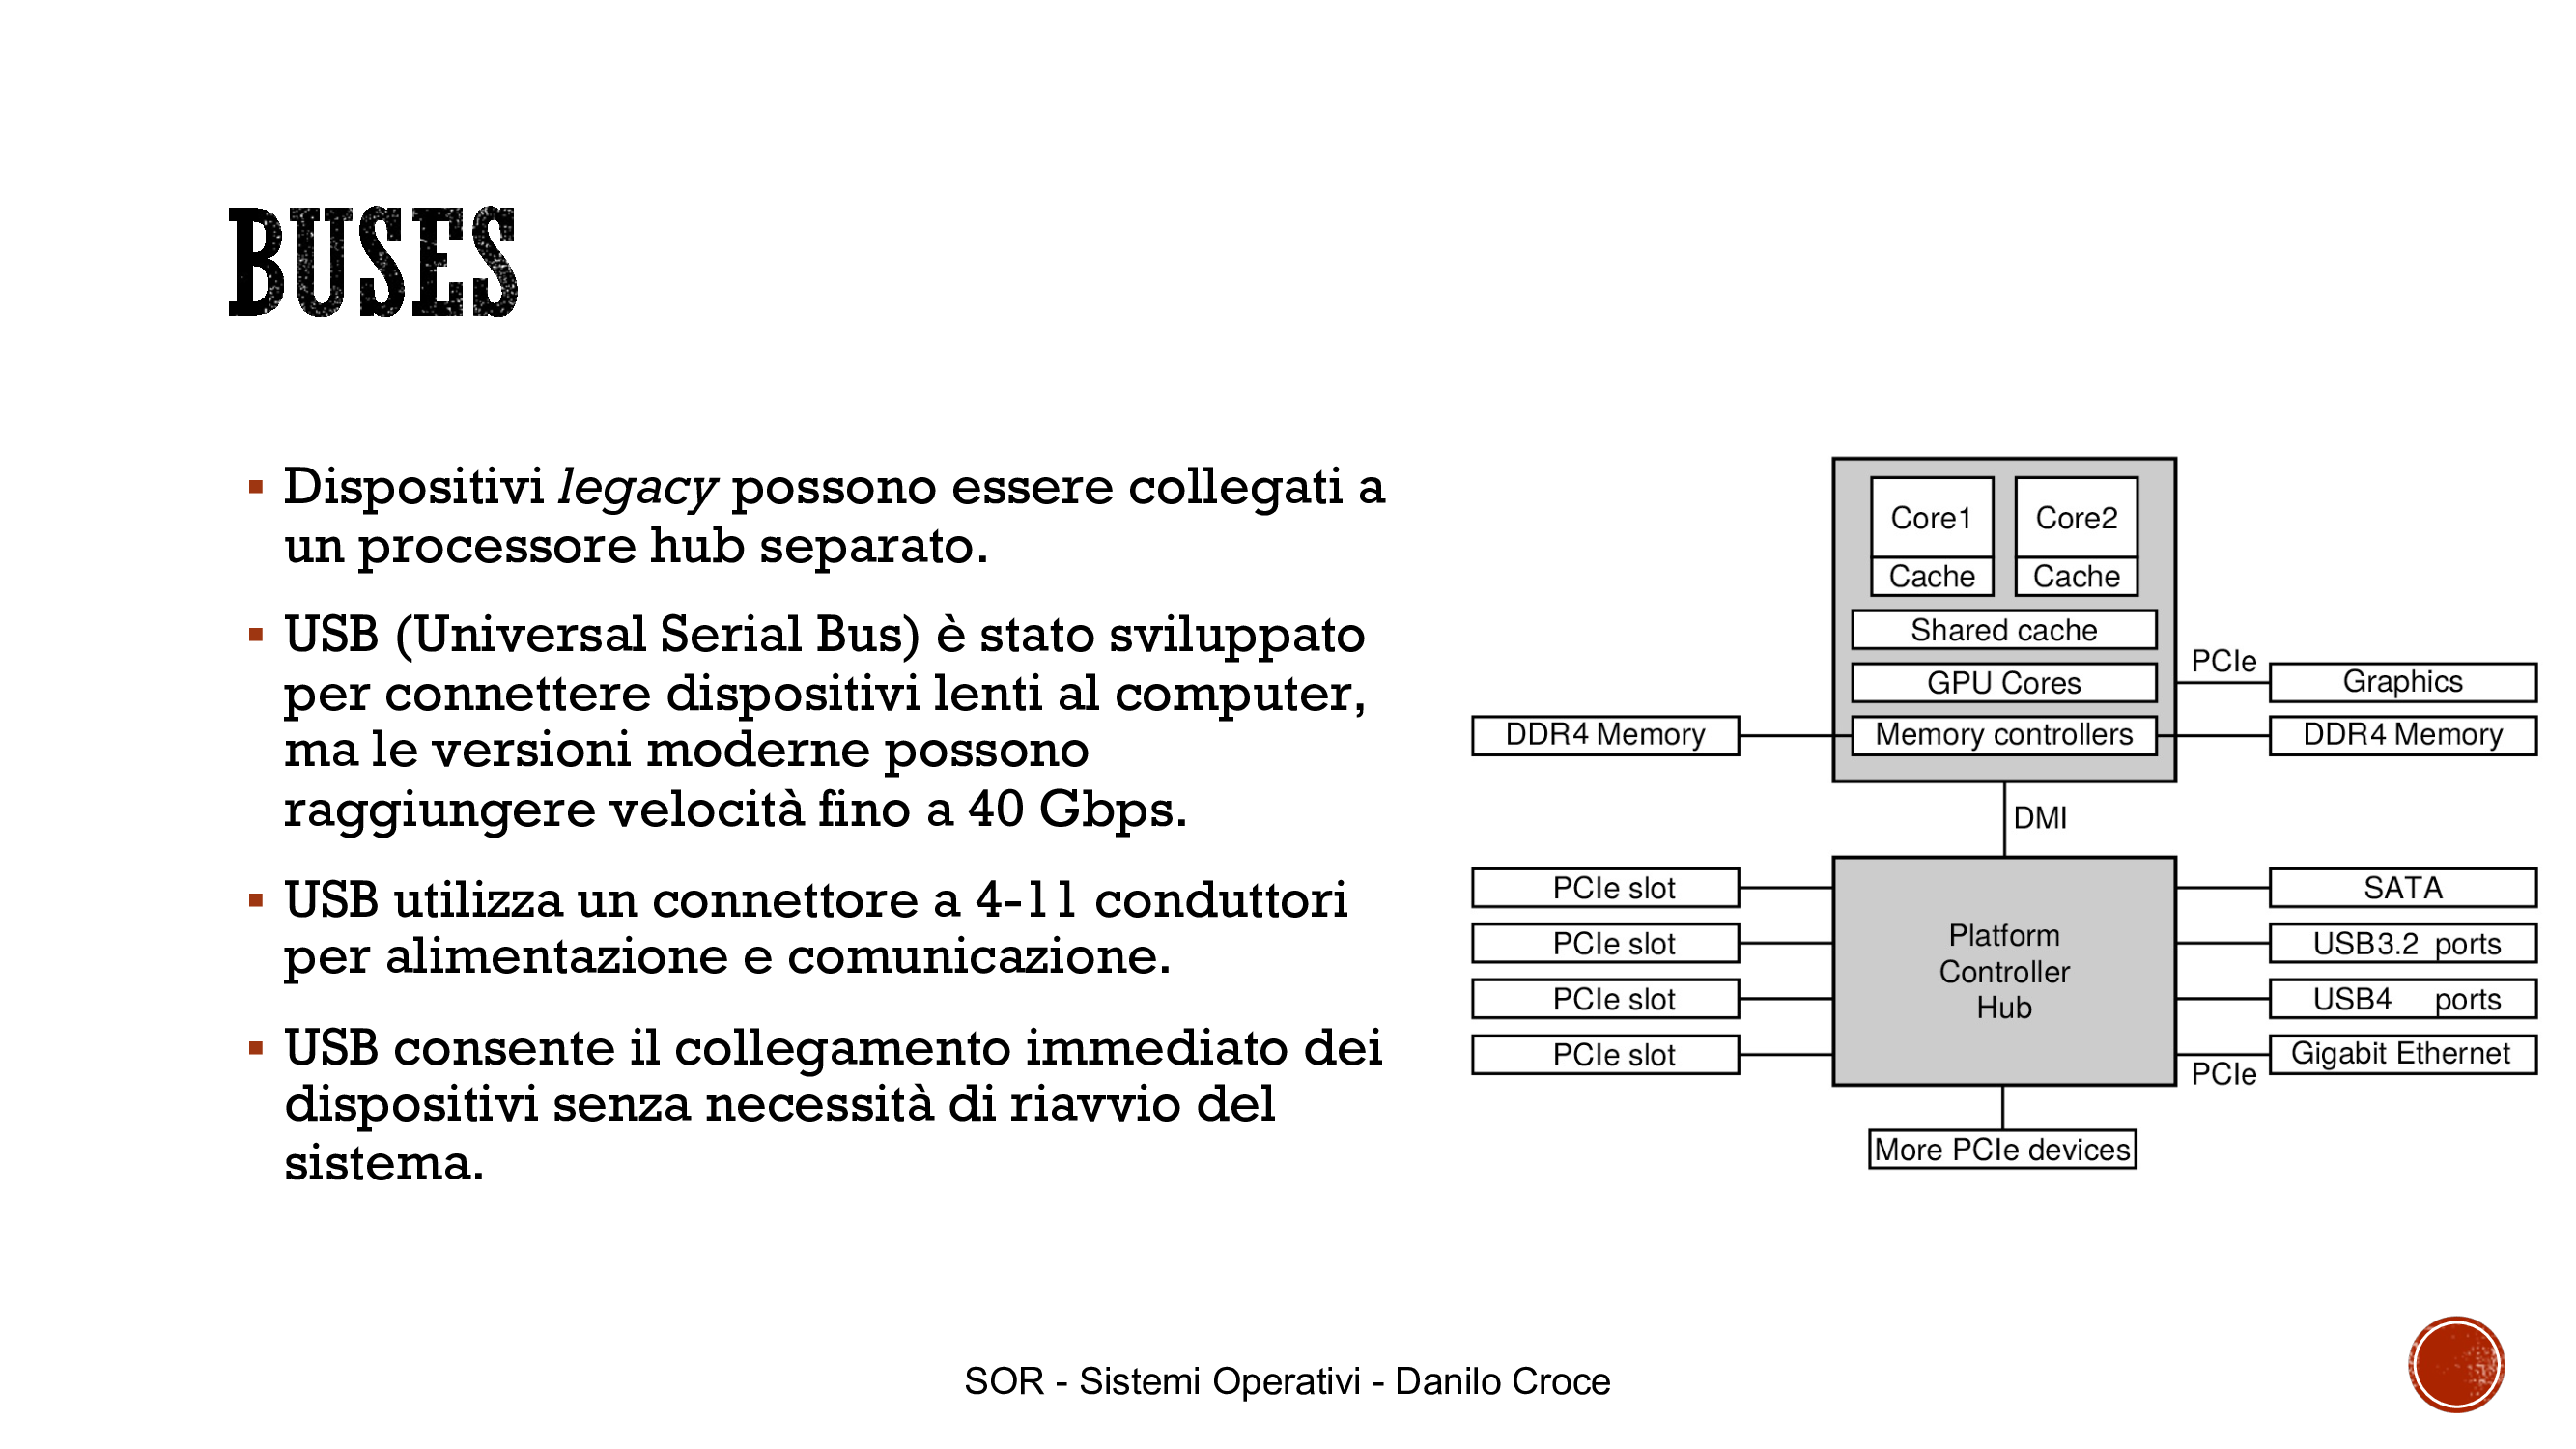 BUSES
▪ Dispositivi legacy possono essere collegati a
un processore hub separato.
▪ USB (Universal Serial Bus) è stato sviluppato
per connettere dispositivi lenti al computer,
ma le versioni moderne possono
raggiungere velocità fino a 40 Gbps.
▪ USB utilizza un connettore a 4-11 conduttori
per alimentazione e comunicazione.
▪ USB consente il collegamento immediato dei
dispositivi senza necessità di riavvio del
sistema.
Core1 Core2
Cache Cache
Shared cache
GPU Cores
PCIe
Graphics
DDR4 Memory
Memory controllers
DDR4 Memory
DMI
PCIe slot
PCIe slot
PCIe slot
PCIe slot
Platform
Controller
Hub
SATA
USB3.2 ports
USB4 ports
Gigabit Ethernet
PCIe
More PCIe devices
SOR - Sistemi Operativi - Danilo Croce